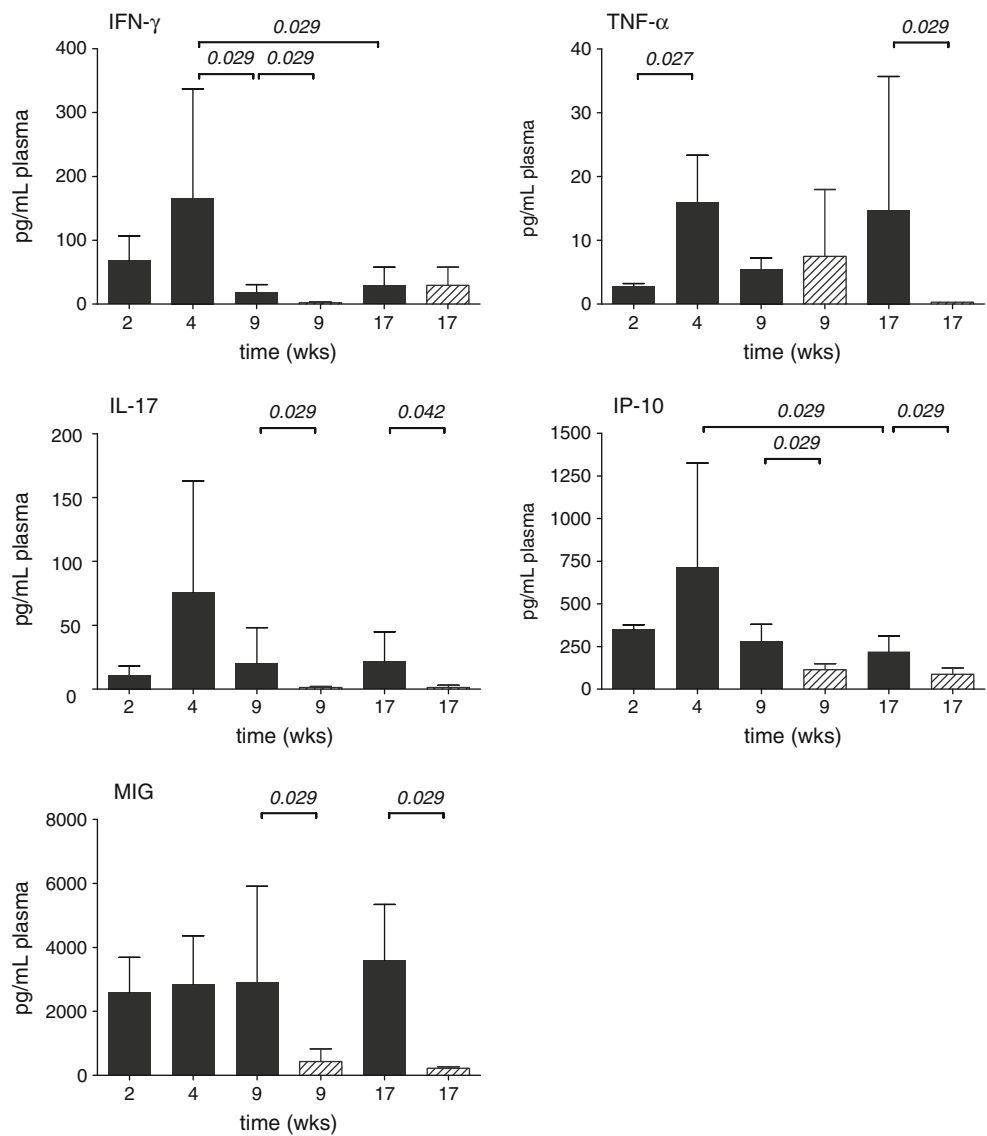 IFN-γ
0.029
0.029
0.029
400
300
200
100
0
pg/mL plasma
2 4 9 9 17 17
time (wks)
TNF-α
0.029
0.027
40
30
20
10
0
pg/mL plasma
2 4 9 9 17 17
time (wks)
IL-17
0.029
0.042
200
150
100
50
0
pg/mL plasma
2 4 9 9 17 17
time (wks)
IP-10
0.029
0.029
0.029
1500
1250
1000
750
500
250
0
pg/mL plasma
2 4 9 9 17 17
time (wks)
MIG
0.029
0.029
8000
6000
4000
2000
0
pg/mL plasma
2 4 9 9 17 17
time (wks)